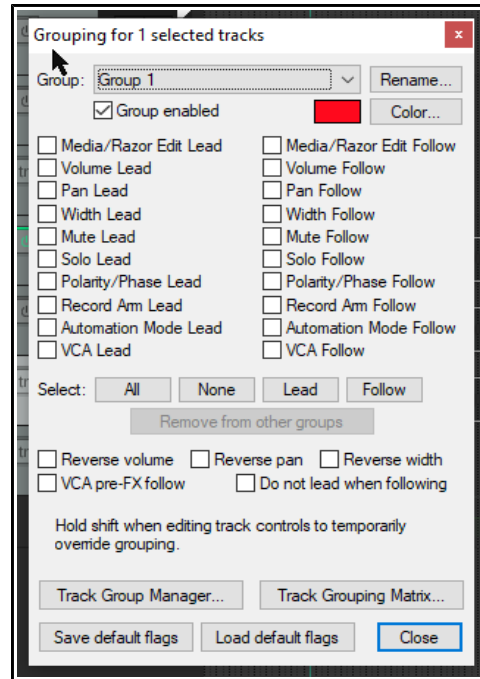 Grouping for 1 selected tracks x
Group: Group 1 Rename...
Group enabled Color...
Media/Razor Edit Lead Media/Razor Edit Follow
Volume Lead Volume Follow
Pan Lead Pan Follow
Width Lead Width Follow
Mute Lead Mute Follow
Solo Lead Solo Follow
Polarity/Phase Lead Polarity/Phase Follow
Record Arm Lead Record Arm Follow
Automation Mode Lead Automation Mode Follow
VCA Lead VCA Follow
Select: All None Lead Follow
Remove from other groups
Reverse volume Reverse pan Reverse width
VCA pre-FX follow Do not lead when following
Hold shift when editing track controls to temporarily
override grouping.
Track Group Manager... Track Grouping Matrix...
Save default flags Load default flags Close